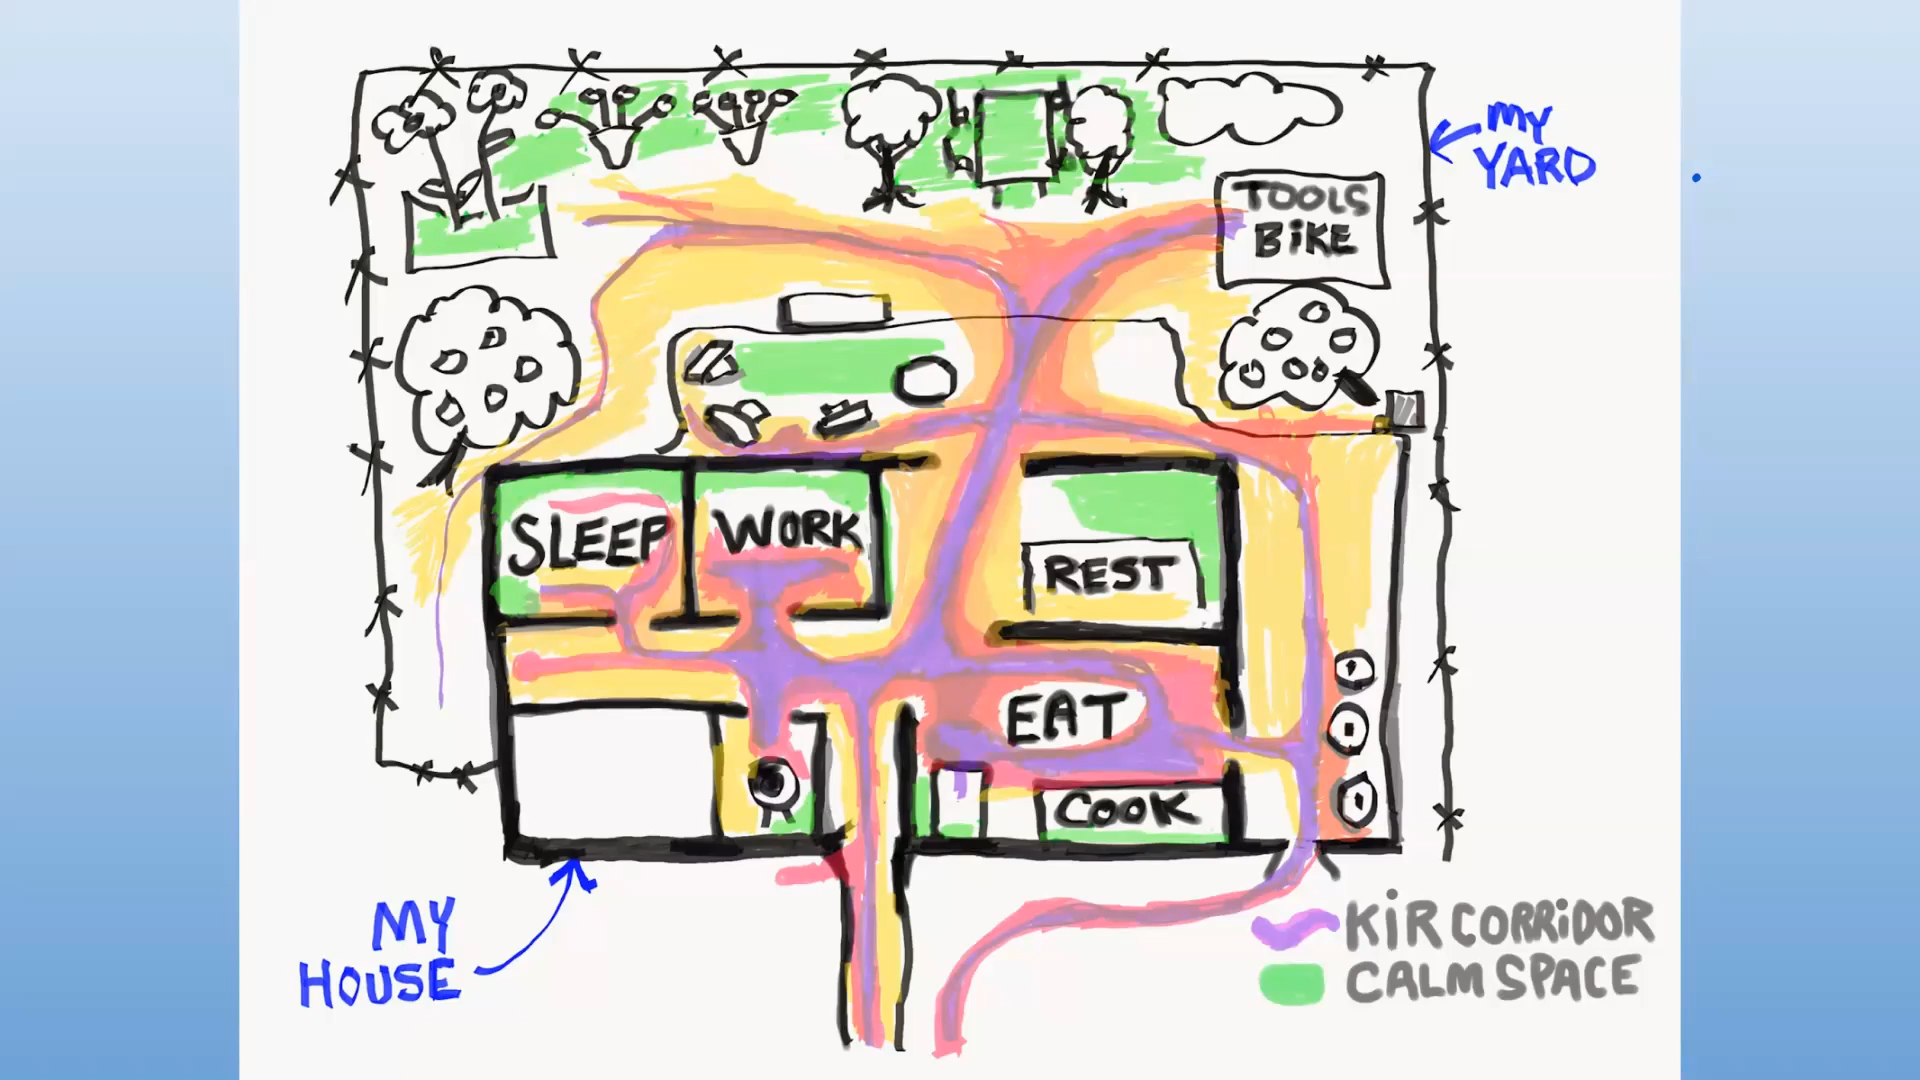 MY
YARD
TOOLS
BiKE
SLEEP
WORK
REST
EAT
COOK
MY
HOUSE
KiR CORRiDOR
CALM SPACE